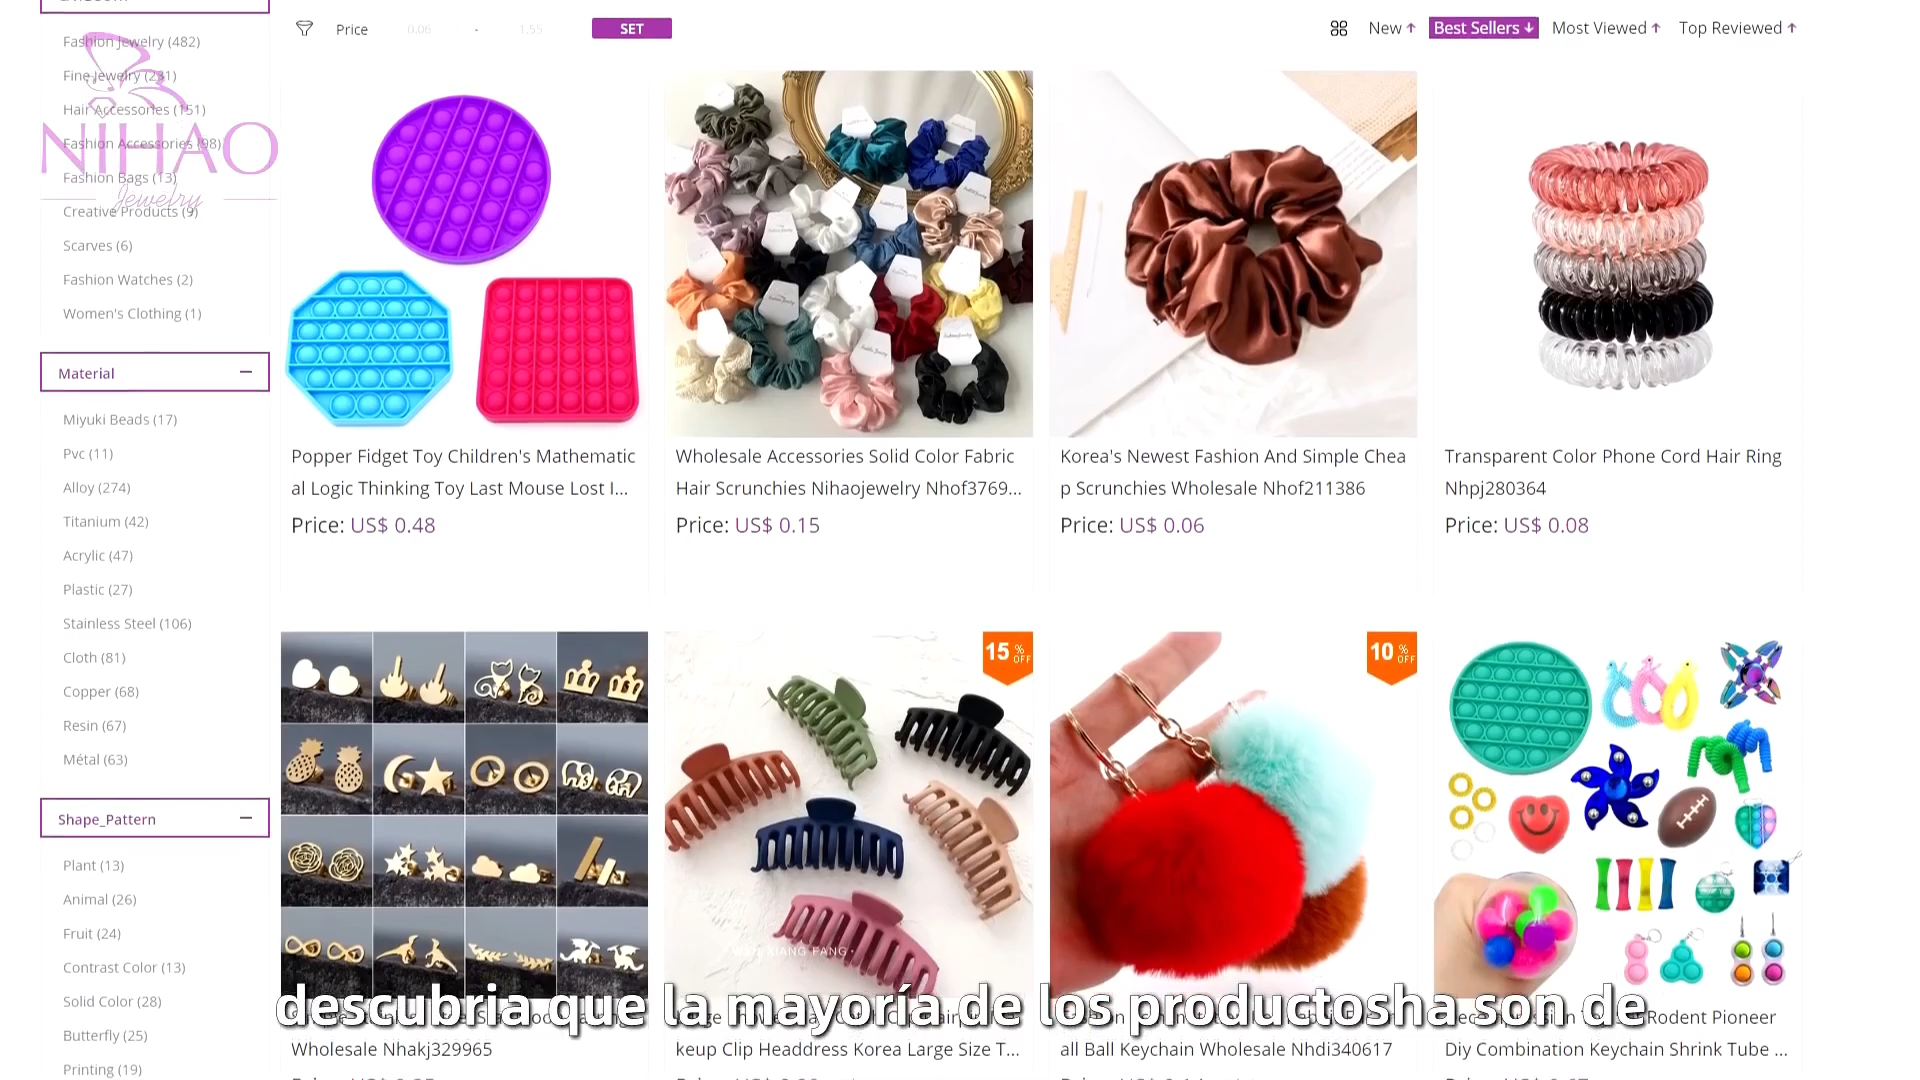 Price 0.06 - 1.55 SET
New
Best Sellers
Most Viewed
Top Reviewed
Fashion Jewelry (482)
Fine Jewelry (231)
Hair Accessories (151)
Fashion Accessories (98)
Fashion Bags (13)
Creative Products (9)
Scarves (6)
Fashion Watches (2)
Women's Clothing (1)
NIHAO
Jewelry
Material
Miyuki Beads (17)
Pvc (11)
Alloy (274)
Titanium (42)
Acrylic (47)
Plastic (27)
Stainless Steel (106)
Cloth (81)
Copper (68)
Resin (67)
Métal (63)
Shape_Pattern
Plant (13)
Animal (26)
Fruit (24)
Contrast Color (13)
Solid Color (28)
Butterfly (25)
Printing (19)
Popper Fidget Toy Children's Mathematic
al Logic Thinking Toy Last Mouse Lost I...
Price: US$ 0.48
Wholesale Accessories Solid Color Fabric
Hair Scrunchies Nihaojewelry Nhof3769...
Price: US$ 0.15
Korea's Newest Fashion And Simple Chea
p Scrunchies Wholesale Nhof211386
Price: US$ 0.06
Transparent Color Phone Cord Hair Ring
Nhpj280364
Price: US$ 0.08
15 % OFF
10 % OFF
XIANG FANG
Wholesale Nhakj329965
keup Clip Headdress Korea Large Size T...
all Ball Keychain Wholesale Nhdi340617
Rodent Pioneer
Diy Combination Keychain Shrink Tube ...
descubria que la mayoría de los productosha son de